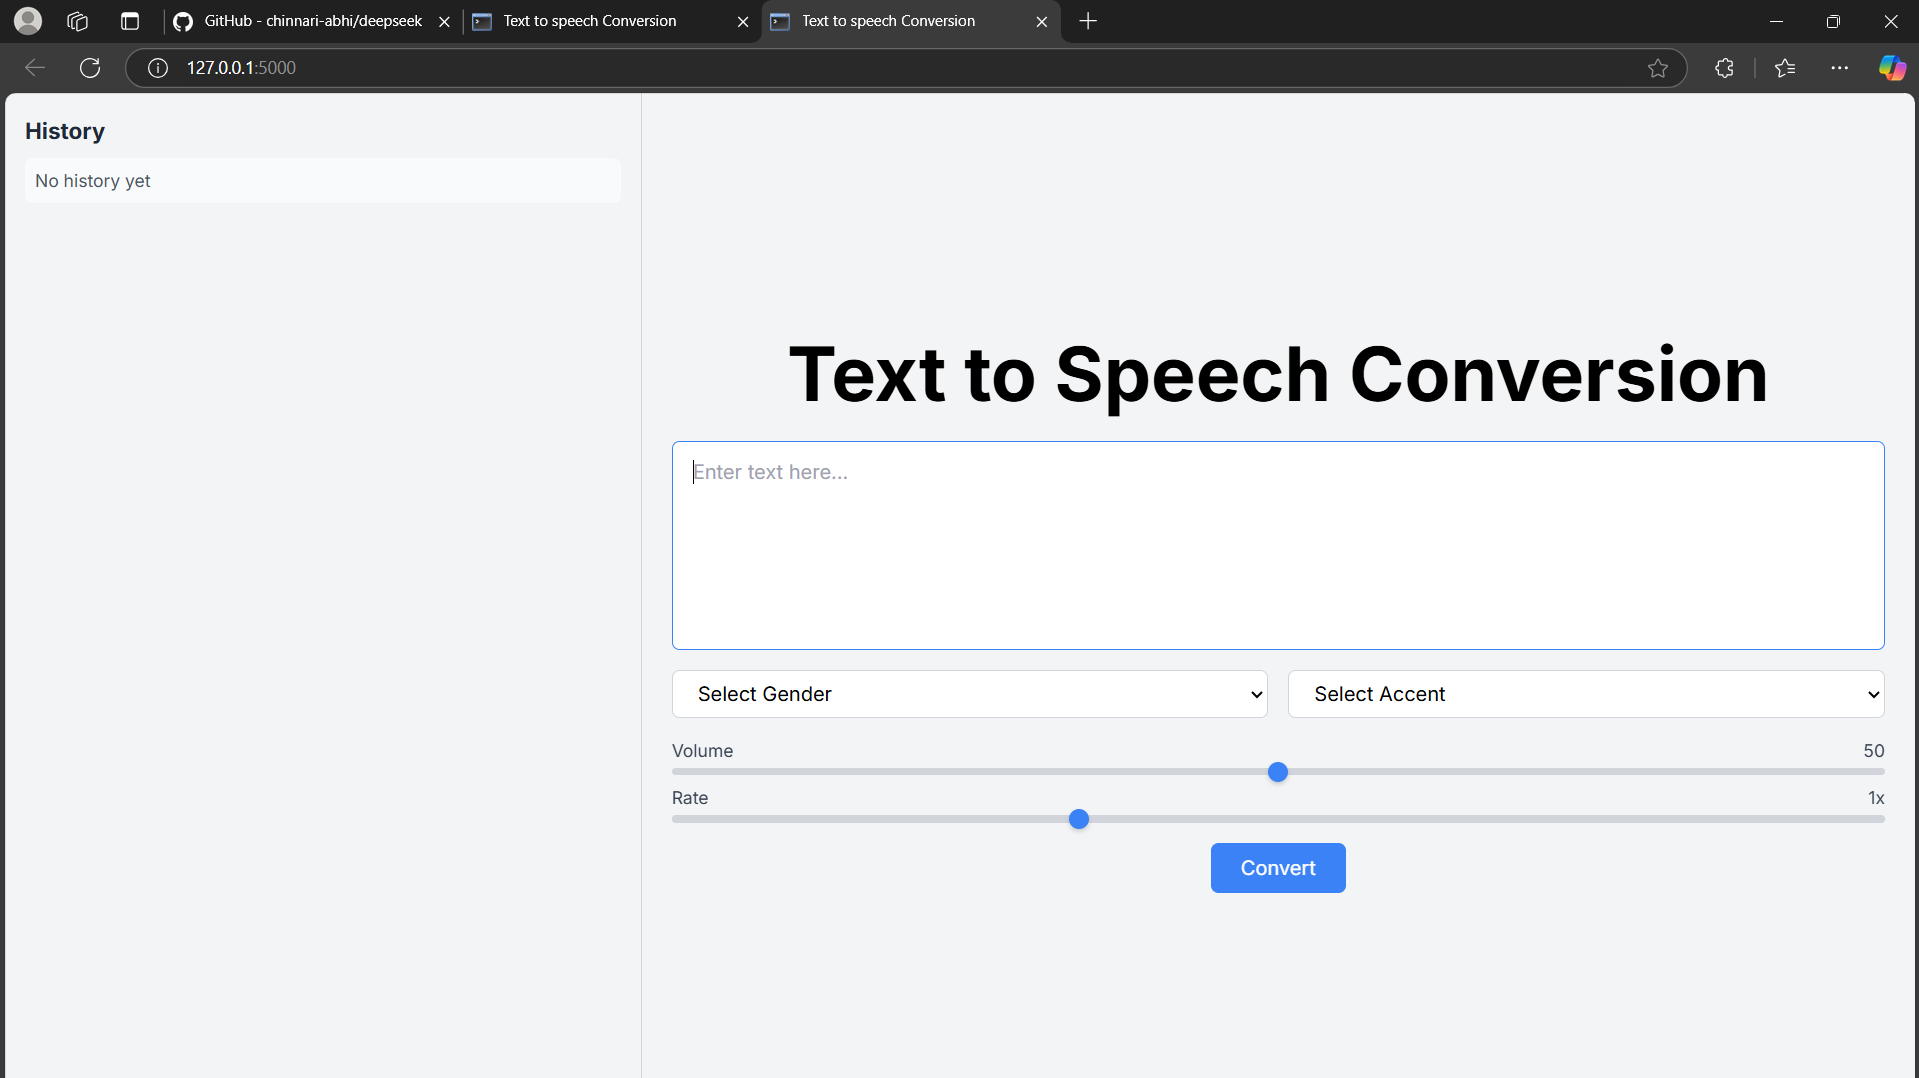 GitHub - chinnari-abhi/deepseek
Text to speech Conversion
Text to speech Conversion
127.0.0.1:5000
History
No history yet
Text to Speech Conversion
Enter text here...
Select Gender
Select Accent
Volume
50
Rate
1x
Convert